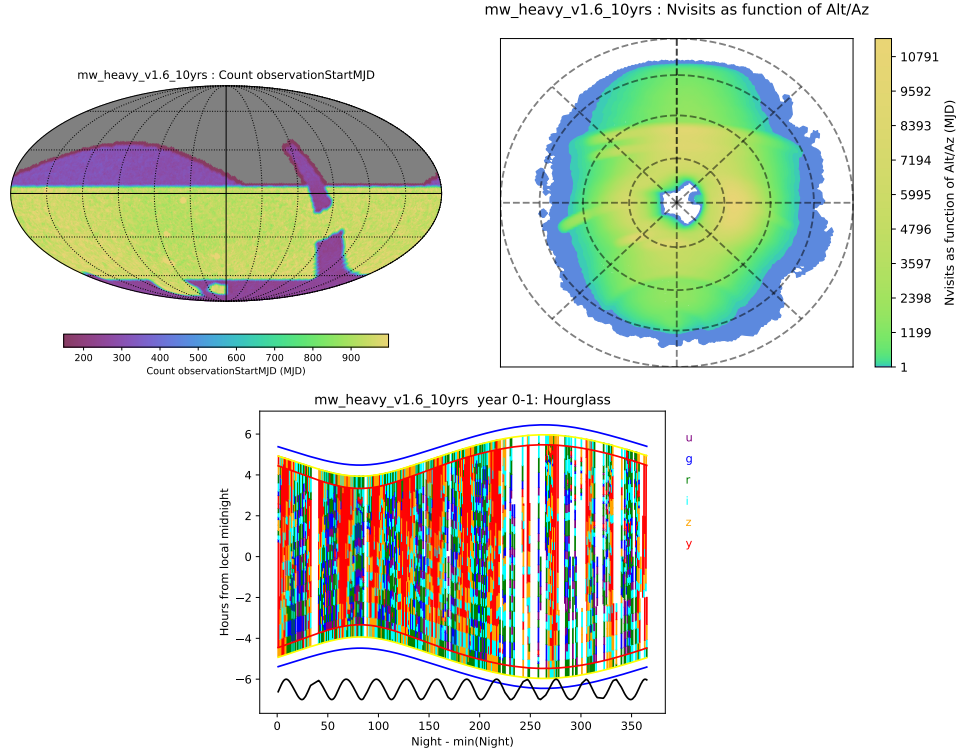 mw_heavy_v1.6_10yrs : Nvisits as function of Alt/Az
mw_heavy_v1.6_10yrs : Count observationStartMJD
200 300 400 500 600 700 800 900
Count observationStartMJD (MJD)
10791
9592
8393
7194
5995
4796
3597
2398
1199
1
Nvisits as function of Alt/Az (MJD)
mw_heavy_v1.6_10yrs year 0-1: Hourglass
6
4
2
0
−2
−4
−6
Hours from local midnight
0 50 100 150 200 250 300 350
Night - min(Night)
u
g
r
i
z
y